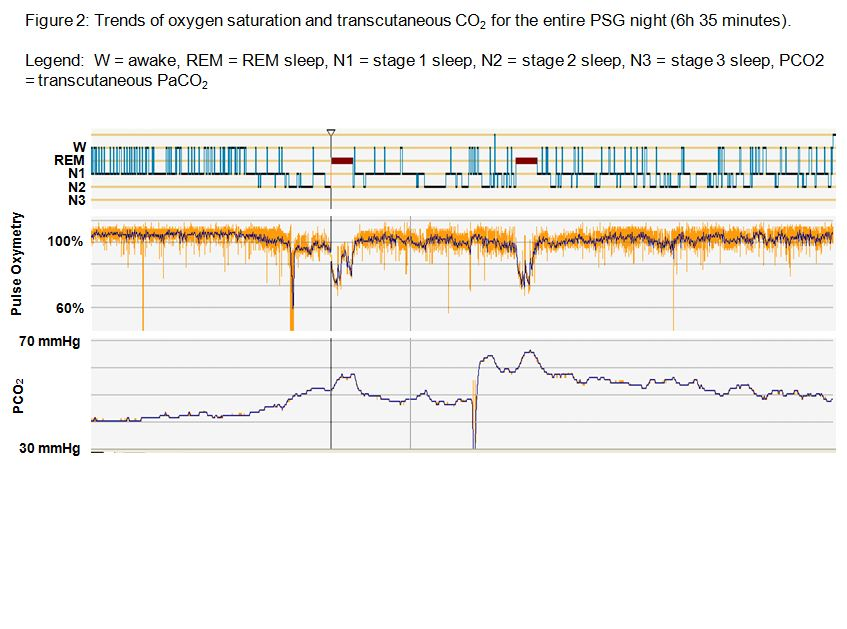 Figure 2: Trends of oxygen saturation and transcutaneous CO₂ for the entire PSG night (6h 35 minutes).
Legend: W = awake, REM = REM sleep, N1 = stage 1 sleep, N2 = stage 2 sleep, N3 = stage 3 sleep, PCO2
= transcutaneous PaCO₂
W
REM
N1
N2
N3
Pulse Oxymetry
100%
60%
70 mmHg
PCO₂
30 mmHg